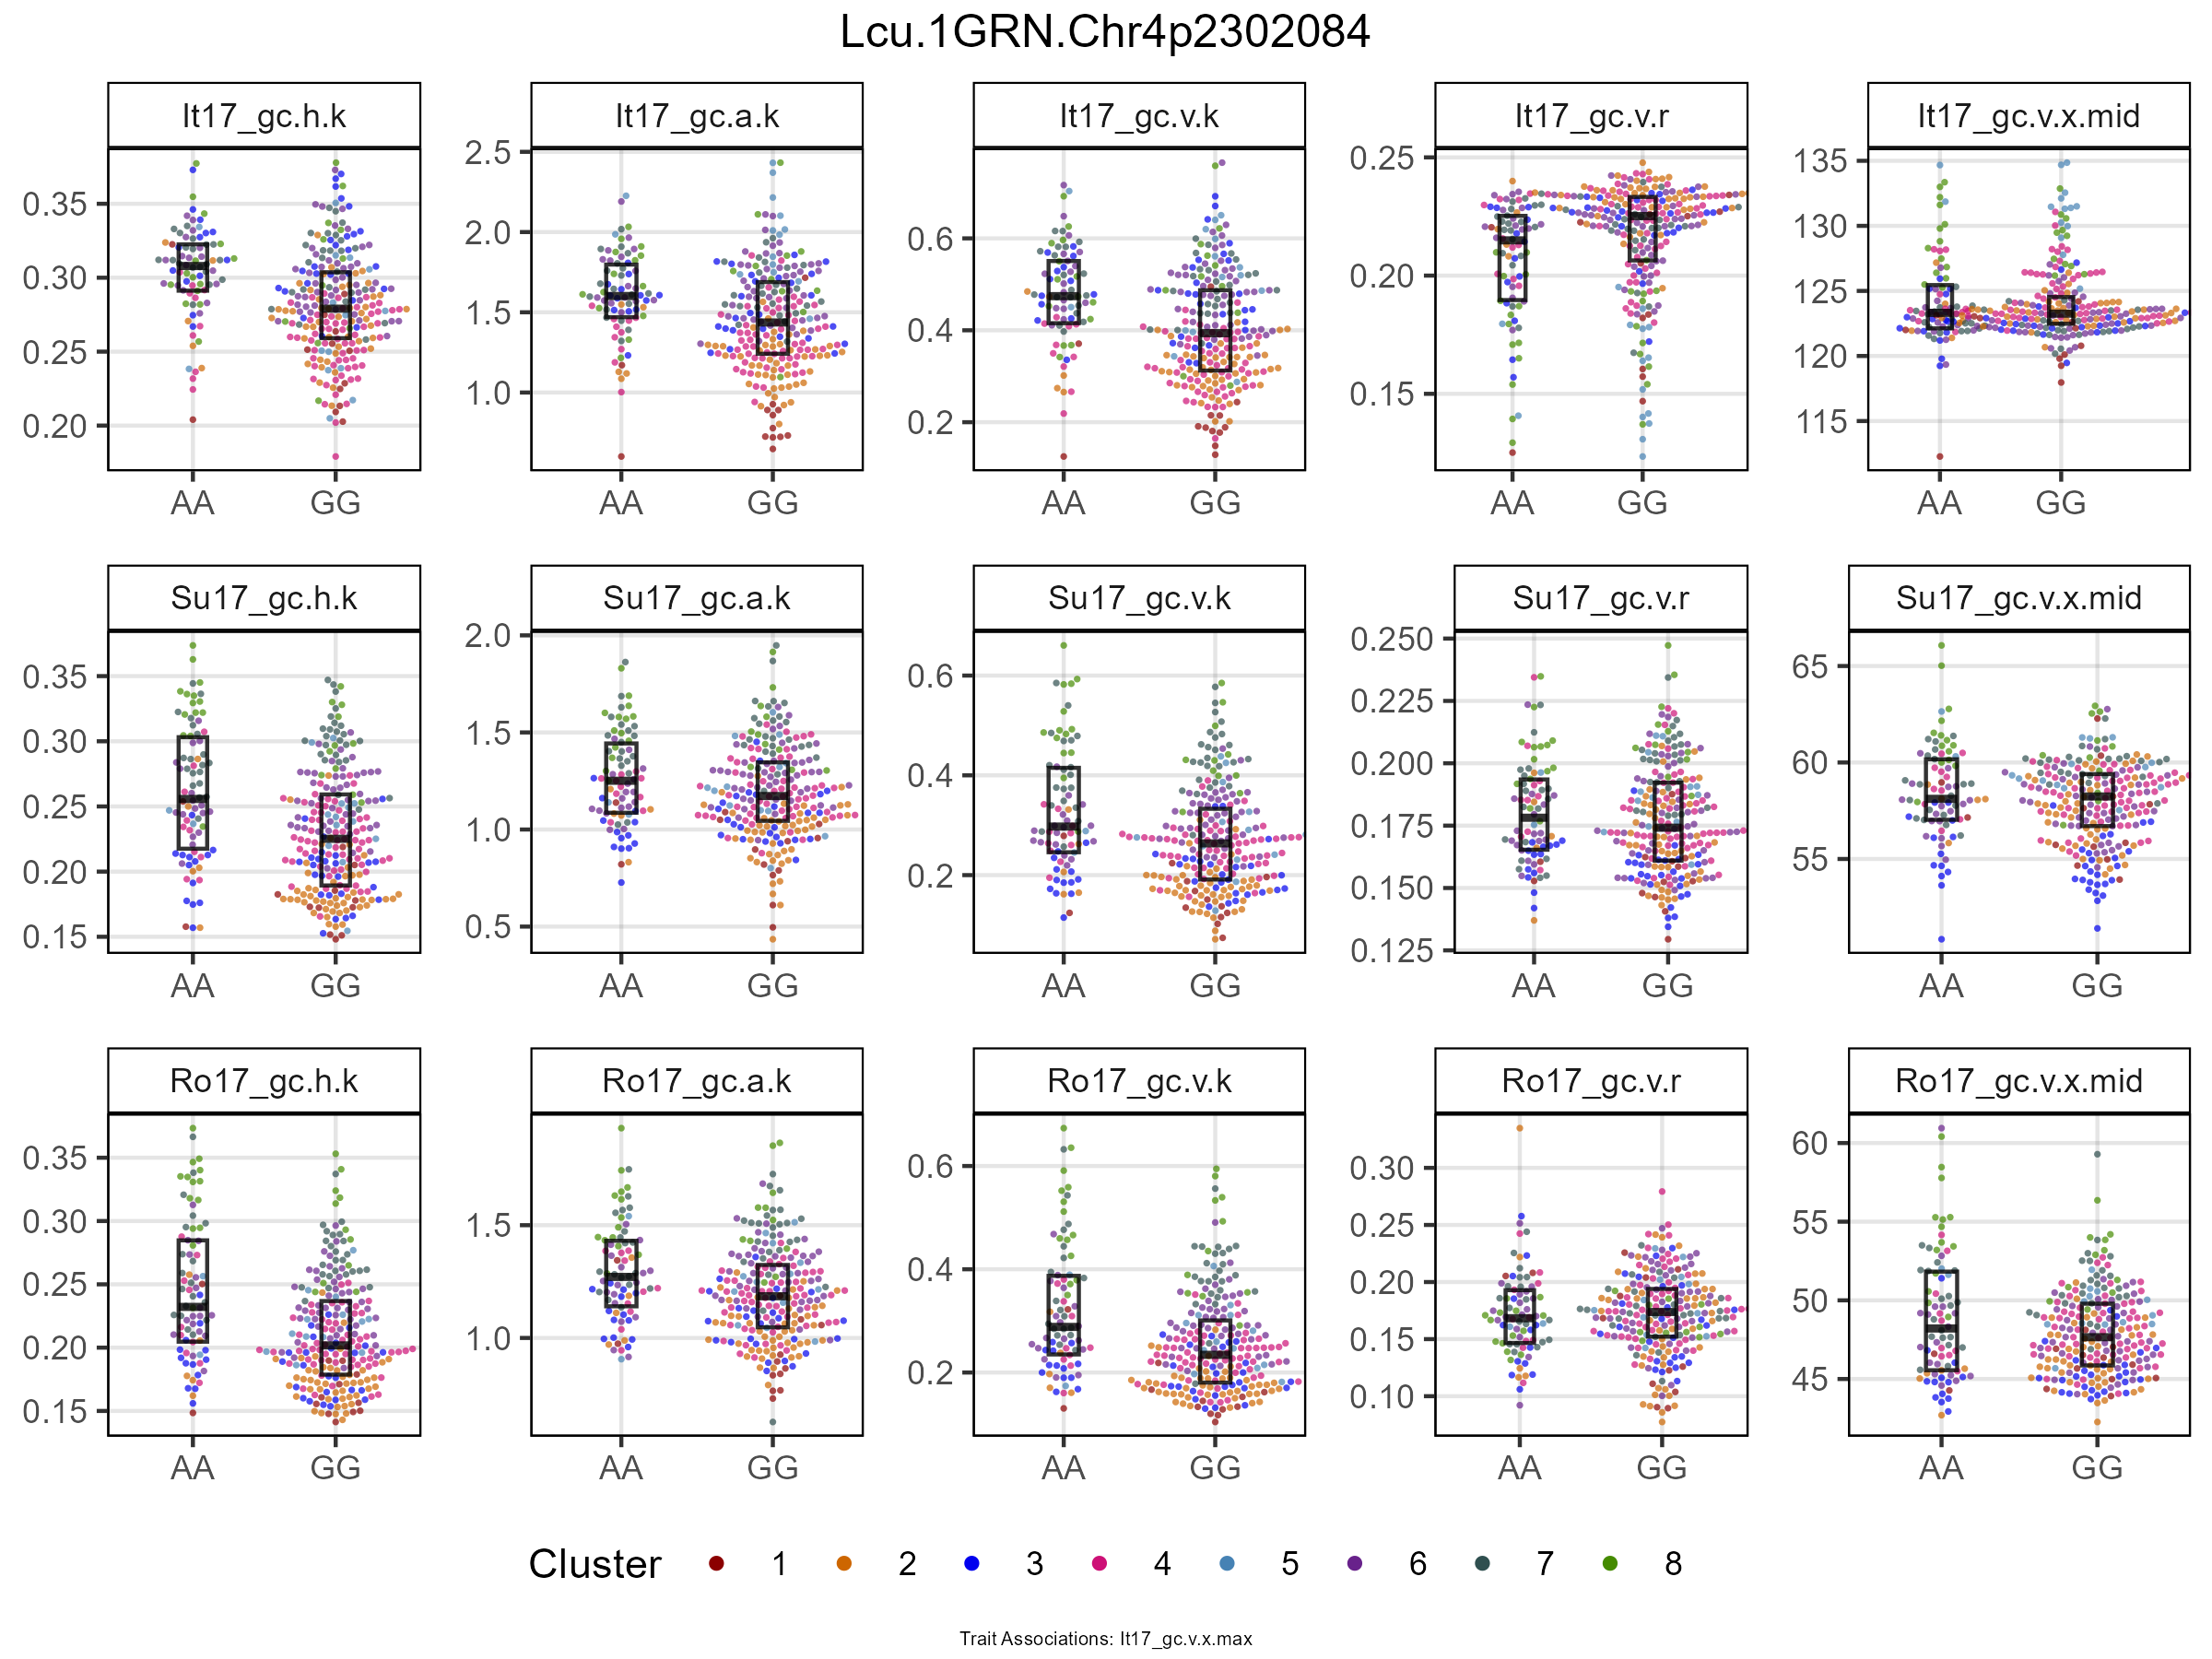 Lcu.1GRN.Chr4p2302084
It17_gc.h.k It17_gc.a.k It17_gc.v.k It17_gc.v.r It17_gc.v.x.mid
0.35
0.30
0.25
0.20
AA GG
2.5
2.0
1.5
1.0
AA GG
0.6
0.4
0.2
AA GG
0.25
0.20
0.15
AA GG
135
130
125
120
115
AA GG
Su17_gc.h.k Su17_gc.a.k Su17_gc.v.k Su17_gc.v.r Su17_gc.v.x.mid
0.35
0.30
0.25
0.20
0.15
AA GG
2.0
1.5
1.0
0.5
AA GG
0.6
0.4
0.2
AA GG
0.250
0.225
0.200
0.175
0.150
0.125
AA GG
65
60
55
AA GG
Ro17_gc.h.k Ro17_gc.a.k Ro17_gc.v.k Ro17_gc.v.r Ro17_gc.v.x.mid
0.35
0.30
0.25
0.20
0.15
AA GG
1.5
1.0
AA GG
0.6
0.4
0.2
AA GG
0.30
0.25
0.20
0.15
0.10
AA GG
60
55
50
45
AA GG
Cluster 1 2 3 4 5 6 7 8
Trait Associations: It17_gc.v.x.max